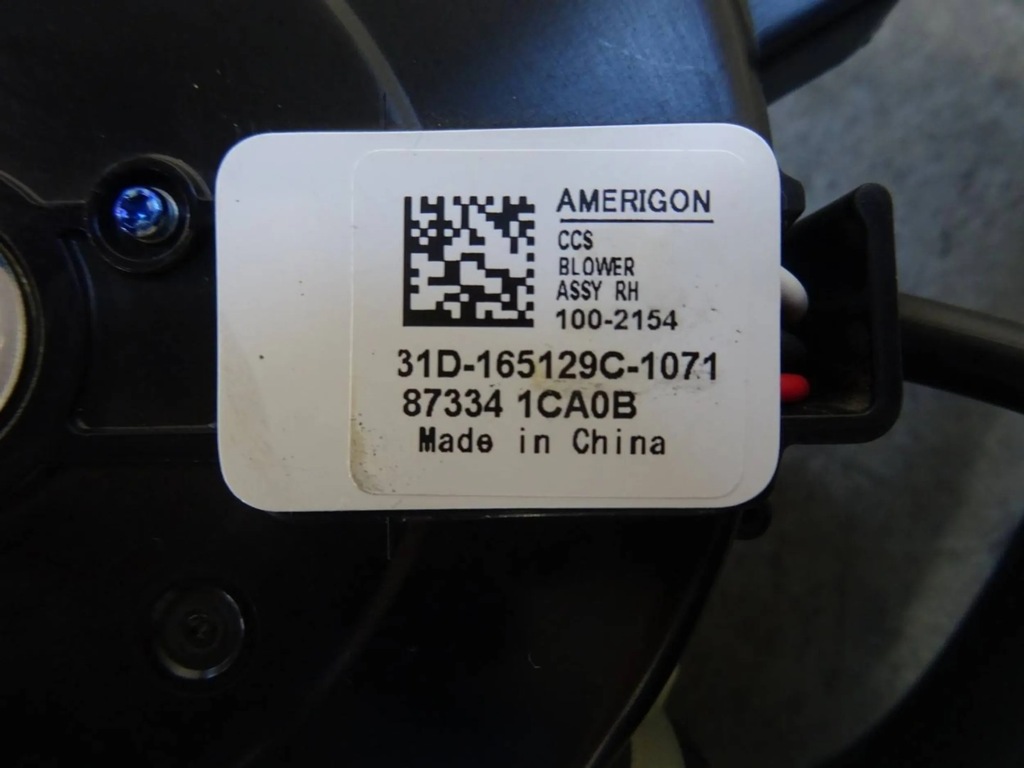 AMERIGON
CCS
BLOWER
ASSY RH
100-2154
31D-165129C-1071
87334 1CA0B
Made in China